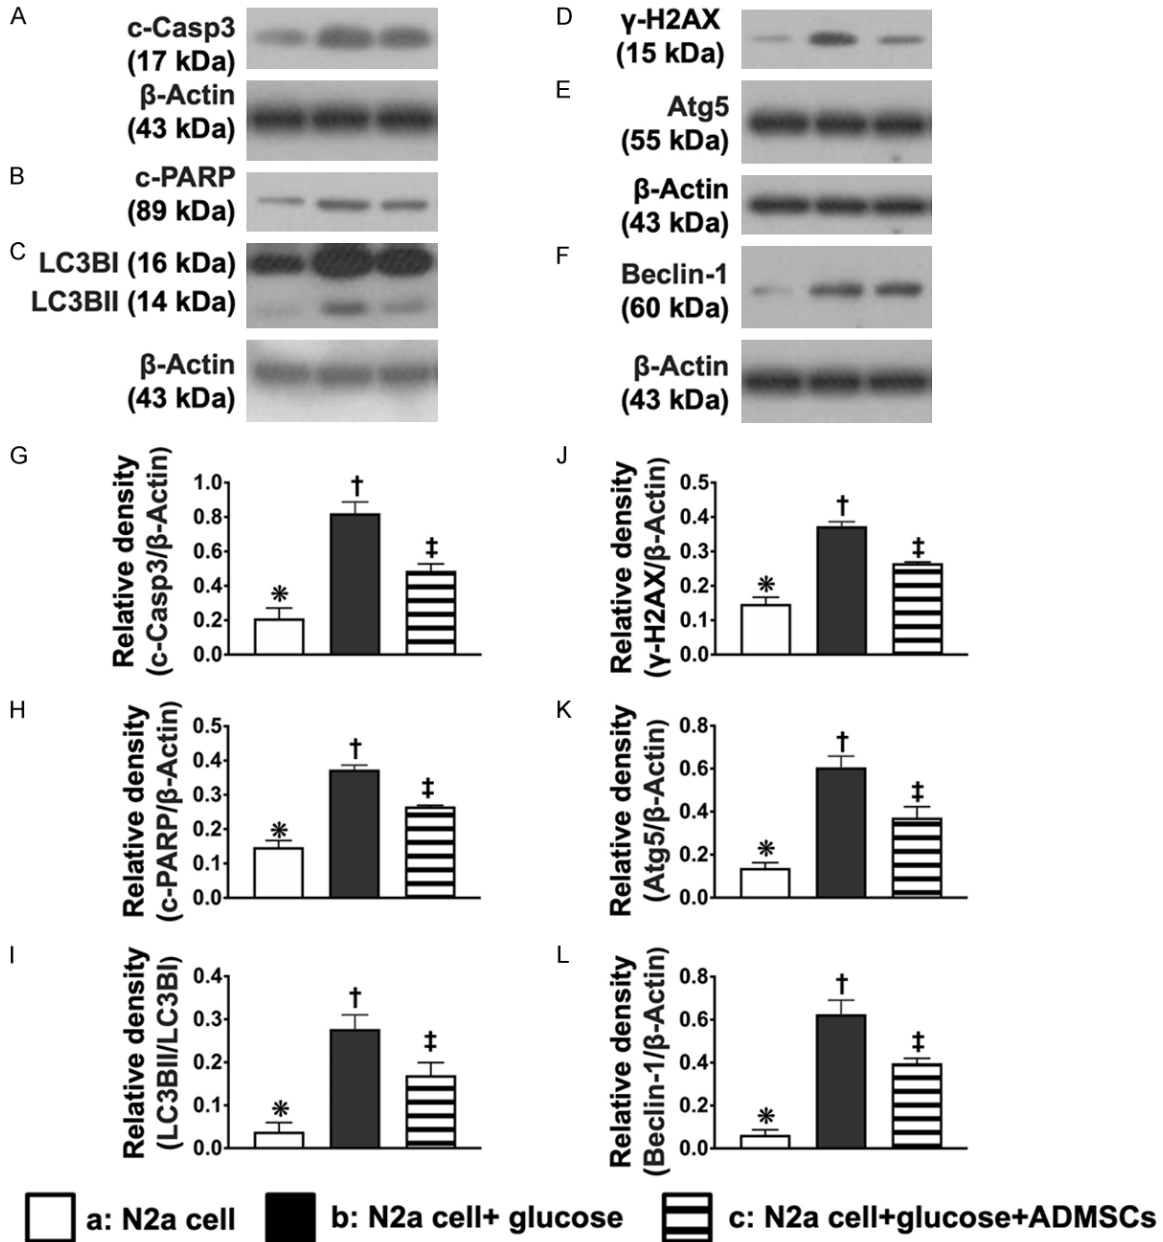 A
c-Casp3
(17 kDa)
β-Actin
(43 kDa)
B
c-PARP
(89 kDa)
C
LC3BI (16 kDa)
LC3BII (14 kDa)
β-Actin
(43 kDa)
D
γ-H2AX
(15 kDa)
E
Atg5
(55 kDa)
β-Actin
(43 kDa)
F
Beclin-1
(60 kDa)
β-Actin
(43 kDa)
G
Relative density
(c-Casp3/β-Actin)
1.0
0.8
0.6
0.4
0.2
0.0
*
†
‡
J
Relative density
(γ-H2AX/β-Actin)
0.5
0.4
0.3
0.2
0.1
0.0
*
†
‡
H
Relative density
(c-PARP/β-Actin)
0.5
0.4
0.3
0.2
0.1
0.0
*
†
‡
K
Relative density
(Atg5/β-Actin)
0.8
0.6
0.4
0.2
0.0
*
†
‡
I
Relative density
(LC3BII/LC3BI)
0.4
0.3
0.2
0.1
0.0
*
†
‡
L
Relative density
(Beclin-1/β-Actin)
0.8
0.6
0.4
0.2
0.0
*
†
‡
a: N2a cell
b: N2a cell+ glucose
c: N2a cell+glucose+ADMSCs